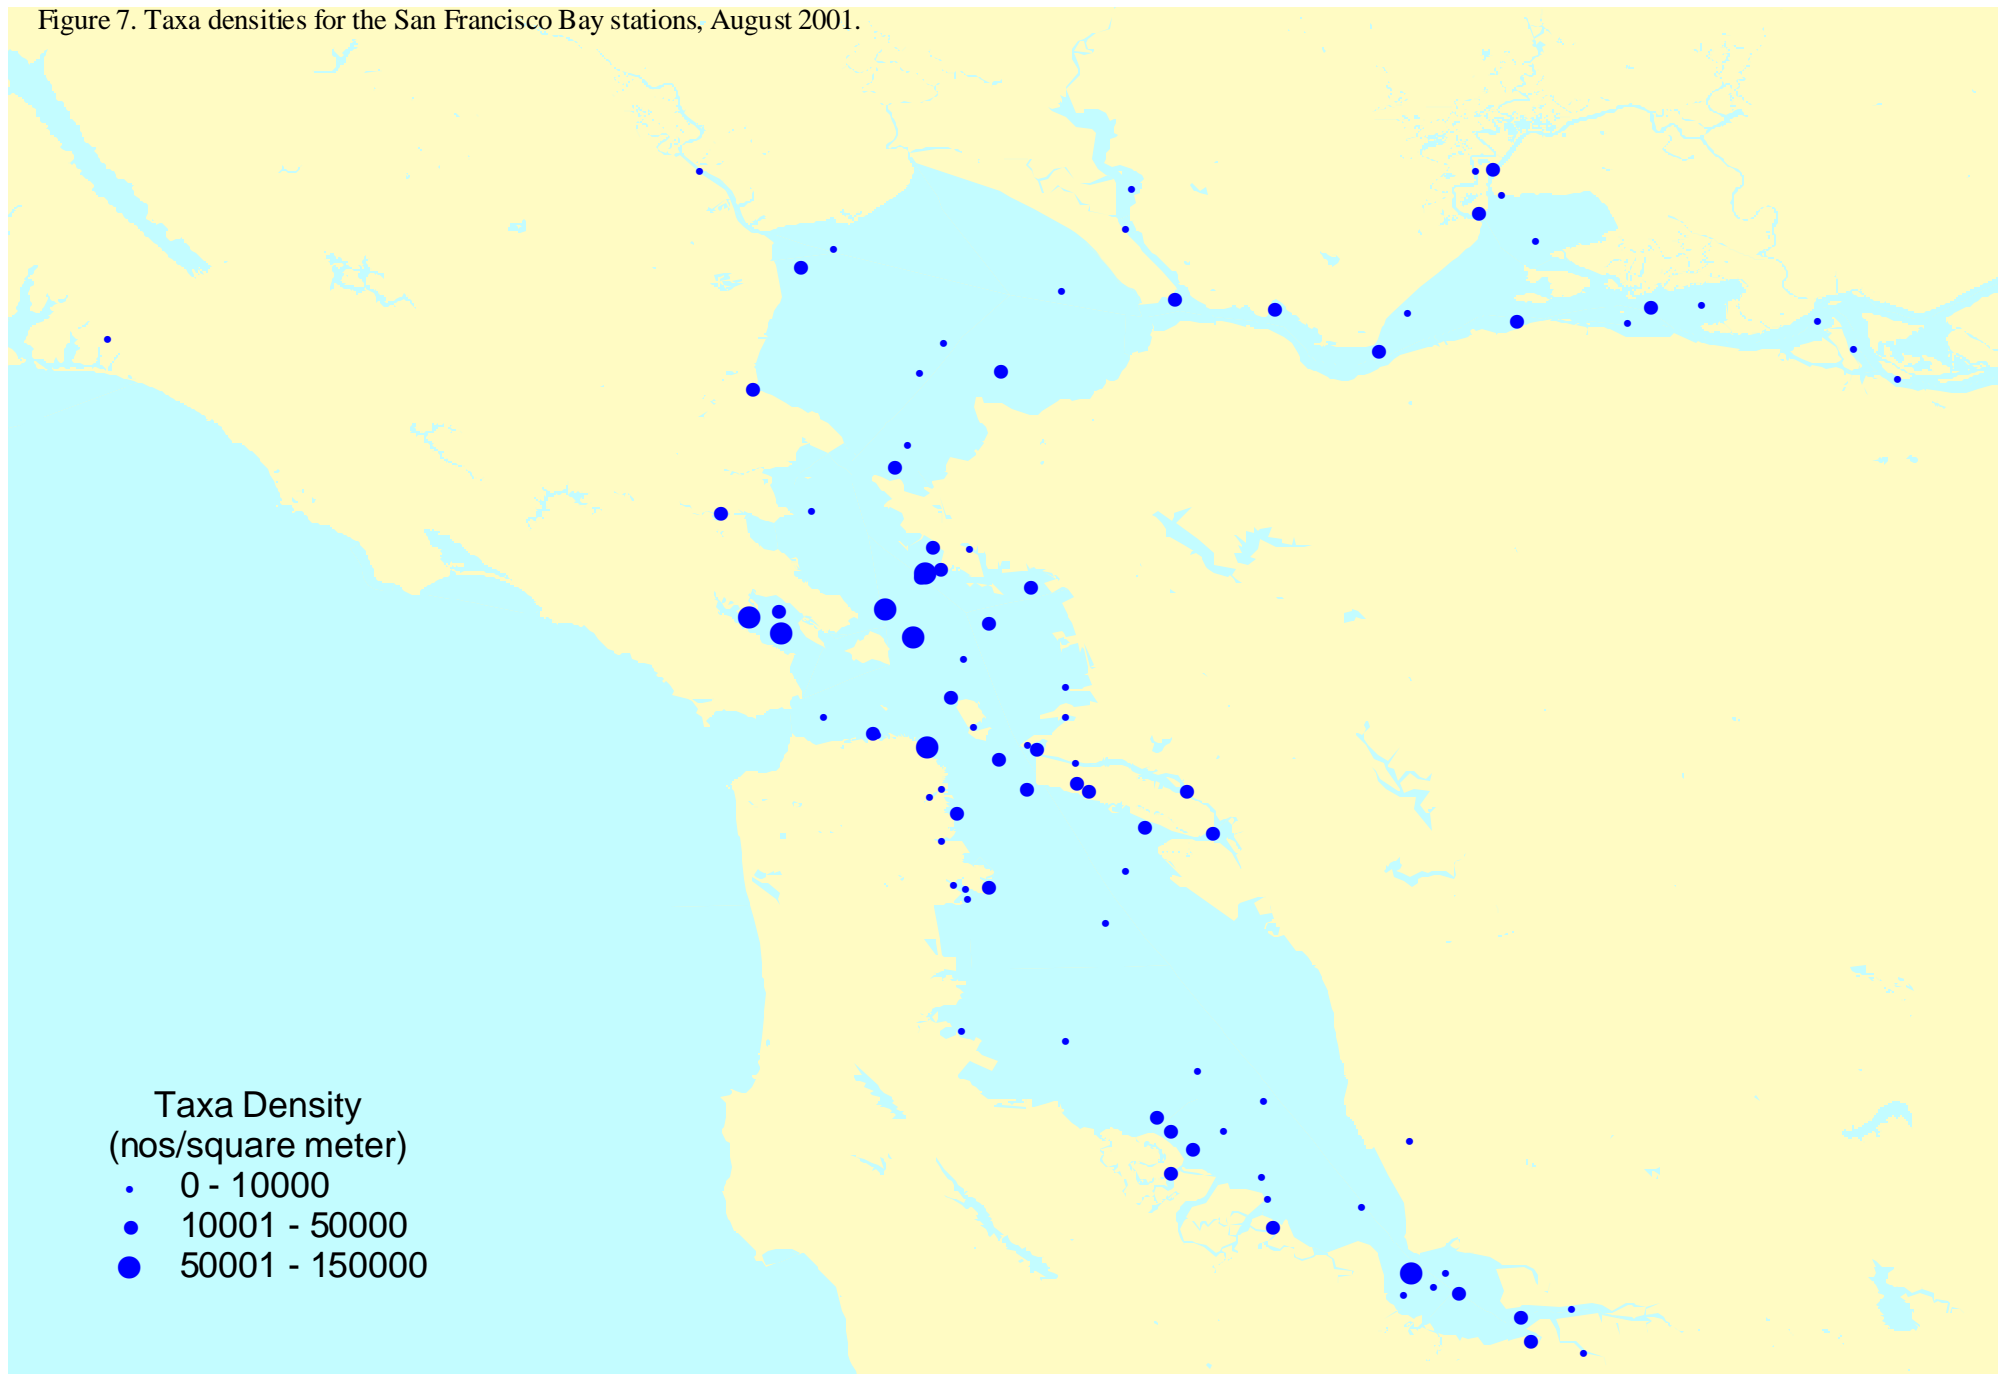 Figure 7. Taxa densities for the San Francisco Bay stations, August 2001.
Taxa Density
(nos/square meter)
0 - 10000
10001 - 50000
50001 - 150000